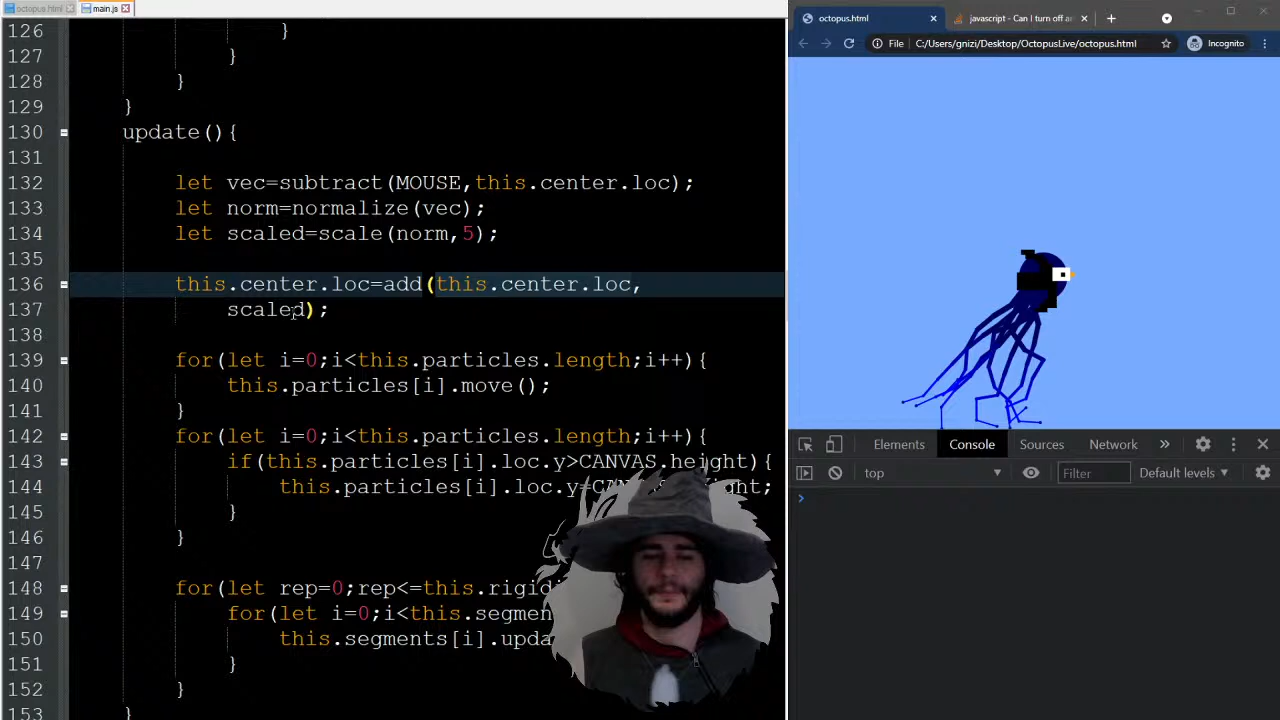 octopus.html
main.js
126 }
127 }
128 }
129 }
130 update(){
131
132 let vec=subtract(MOUSE,this.center.loc);
133 let norm=normalize(vec);
134 let scaled=scale(norm,5);
135
136 this.center.loc=add(this.center.loc,
137 scaled);
138
139 for(let i=0;i<this.particles.length;i++){
140 this.particles[i].move();
141 }
142 for(let i=0;i<this.particles.length;i++){
143 if(this.particles[i].loc.y>CANVAS.height){
144 this.particles[i].loc.y=
145 }
146 }
147
148 for(let rep=0;rep<=this.
149 for(let i=0;i<this.
150 this.segments[i].
151 }
152 }
153 }
octopus.html
javascript - Can I turn off an
File C:/Users/gnizi/Desktop/OctopusLive/octopus.html
Incognito
Elements Console Sources Network
top Filter Default levels